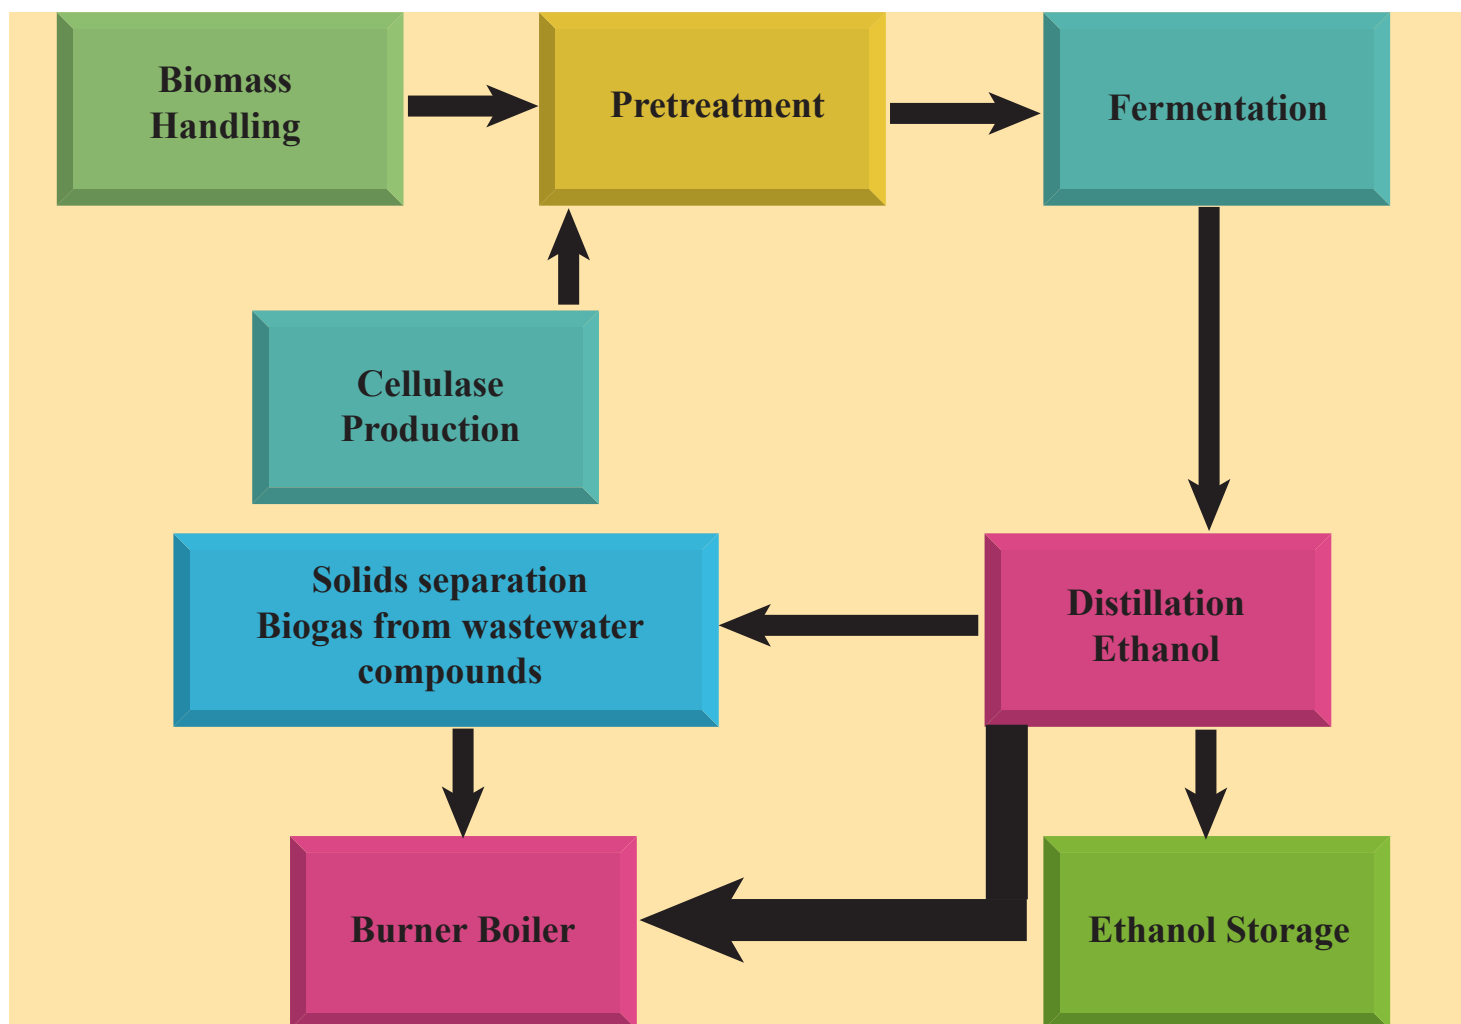 Biomass
Handling
Pretreatment
Fermentation
Cellulase
Production
Solids separation
Biogas from wastewater
compounds
Distillation
Ethanol
Burner Boiler
Ethanol Storage